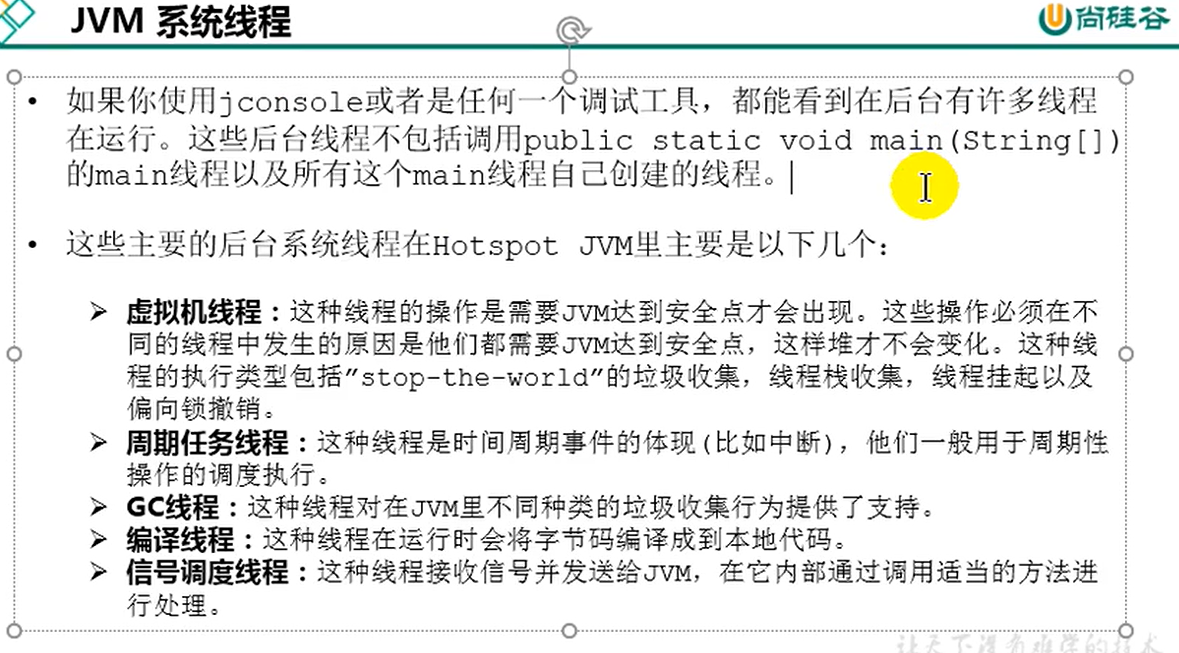 JVM 系统线程
尚硅谷
• 如果你使用jconsole或者是任何一个调试工具，都能看到在后台有许多线程
在运行。这些后台线程不包括调用public static void main(String[])
的main线程以及所有这个main线程自己创建的线程。
• 这些主要的后台系统线程在Hotspot JVM里主要是以下几个：
➢ 虚拟机线程：这种线程的操作是需要JVM达到安全点才会出现。这些操作必须在不
同的线程中发生的原因是他们都需要JVM达到安全点，这样堆才不会变化。这种线
程的执行类型包括"stop-the-world"的垃圾收集，线程栈收集，线程挂起以及
偏向锁撤销。
➢ 周期任务线程：这种线程是时间周期事件的体现(比如中断)，他们一般用于周期性
操作的调度执行。
➢ GC线程：这种线程对在JVM里不同种类的垃圾收集行为提供了支持。
➢ 编译线程：这种线程在运行时会将字节码编译成到本地代码。
➢ 信号调度线程：这种线程接收信号并发送给JVM，在它内部通过调用适当的方法进
行处理。
让天下没有难学的技术